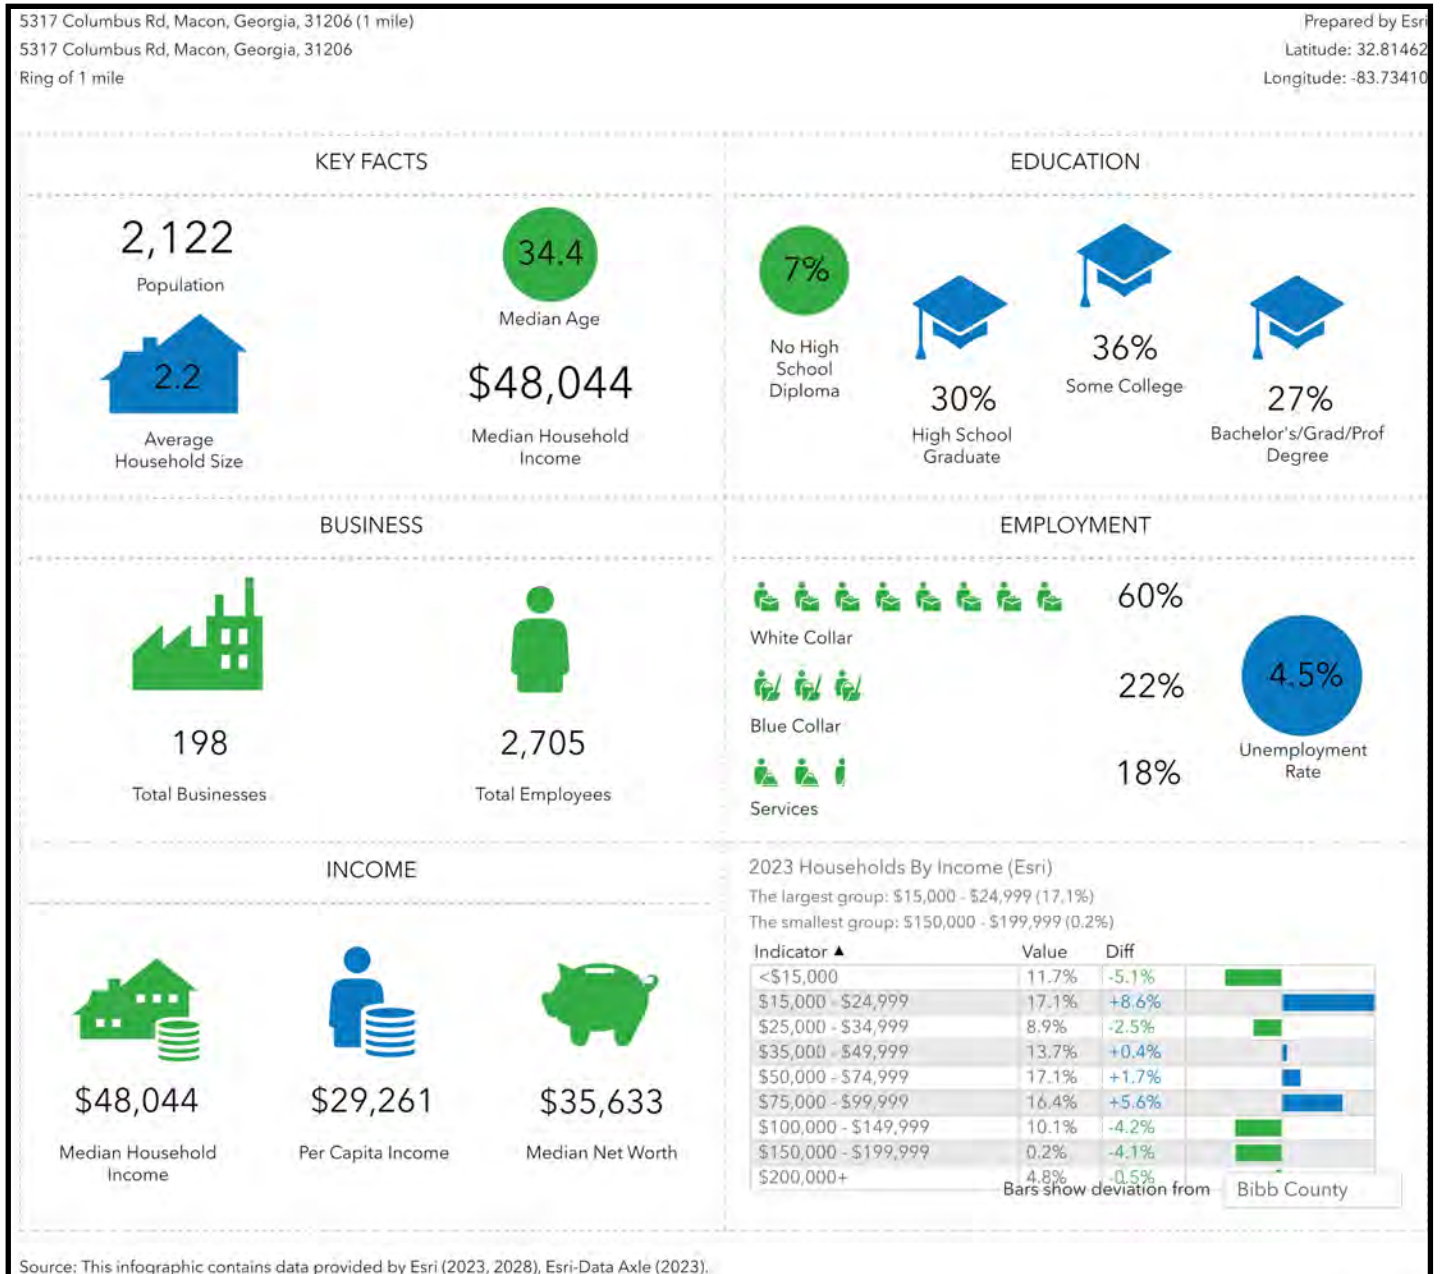 5317 Columbus Rd, Macon, Georgia, 31206 (1 mile)
5317 Columbus Rd, Macon, Georgia, 31206
Ring of 1 mile
Prepared by Esri
Latitude: 32.81462
Longitude: -83.73410
KEY FACTS
2,122
Population
34.4
Median Age
2.2
Average
Household Size
$48,044
Median Household
Income
EDUCATION
7%
No High
School
Diploma
30%
High School
Graduate
36%
Some College
27%
Bachelor's/Grad/Prof
Degree
BUSINESS
198
Total Businesses
2,705
Total Employees
EMPLOYMENT
60%
White Collar
22%
Blue Collar
18%
Services
4.5%
Unemployment
Rate
INCOME
$48,044
Median Household
Income
$29,261
Per Capita Income
$35,633
Median Net Worth
2023 Households By Income (Esri)
The largest group: $15,000 - $24,999 (17.1%)
The smallest group: $150,000 - $199,999 (0.2%)
Indicator ▲ Value Diff
<$15,000 11.7% -5.1%
$15,000 - $24,999 17.1% +8.6%
$25,000 - $34,999 8.9% -2.5%
$35,000 - $49,999 13.7% +0.4%
$50,000 - $74,999 17.1% +1.7%
$75,000 - $99,999 16.4% +5.6%
$100,000 - $149,999 10.1% -4.2%
$150,000 - $199,999 0.2% -4.1%
$200,000+ 4.8% -0.5%
Bars show deviation from Bibb County
Source: This infographic contains data provided by Esri (2023, 2028), Esri-Data Axle (2023).